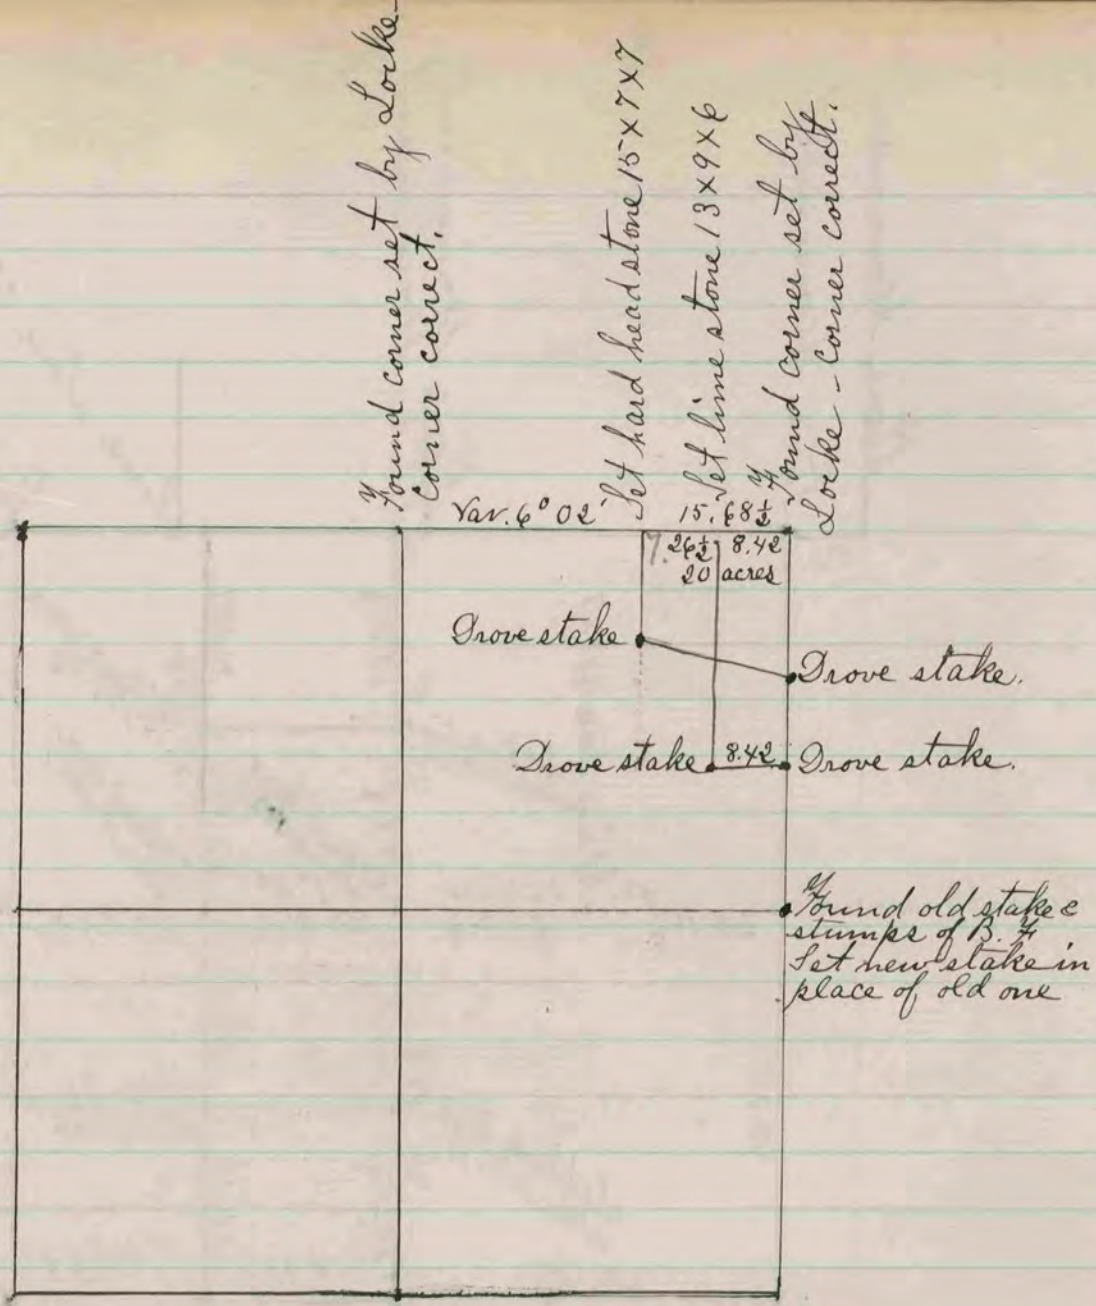 Found corner set by Locke-
Corner correct.
Set hard head stone 15 x 7 x 7
Set lime stone 13 x 9 x 6
Found corner set by
Locke - Corner correct.
Var. 6° 02'
15.68½
7.26½
8.42
20 acres
Drove stake
Drove stake.
Drove stake
8.42
Drove stake.
Found old stake &
stumps of B. F
Set new stake in
place of old one